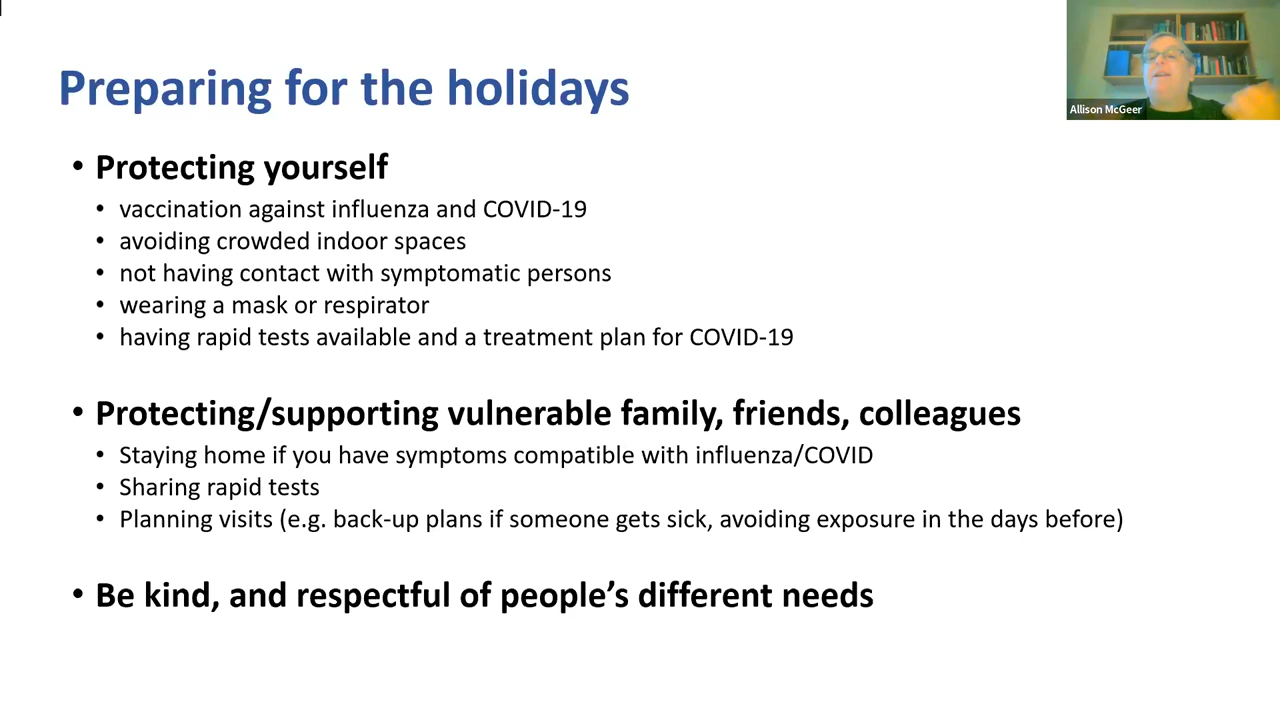 Preparing for the holidays
Allison McGeer
• Protecting yourself
• vaccination against influenza and COVID-19
• avoiding crowded indoor spaces
• not having contact with symptomatic persons
• wearing a mask or respirator
• having rapid tests available and a treatment plan for COVID-19
• Protecting/supporting vulnerable family, friends, colleagues
• Staying home if you have symptoms compatible with influenza/COVID
• Sharing rapid tests
• Planning visits (e.g. back-up plans if someone gets sick, avoiding exposure in the days before)
• Be kind, and respectful of people’s different needs